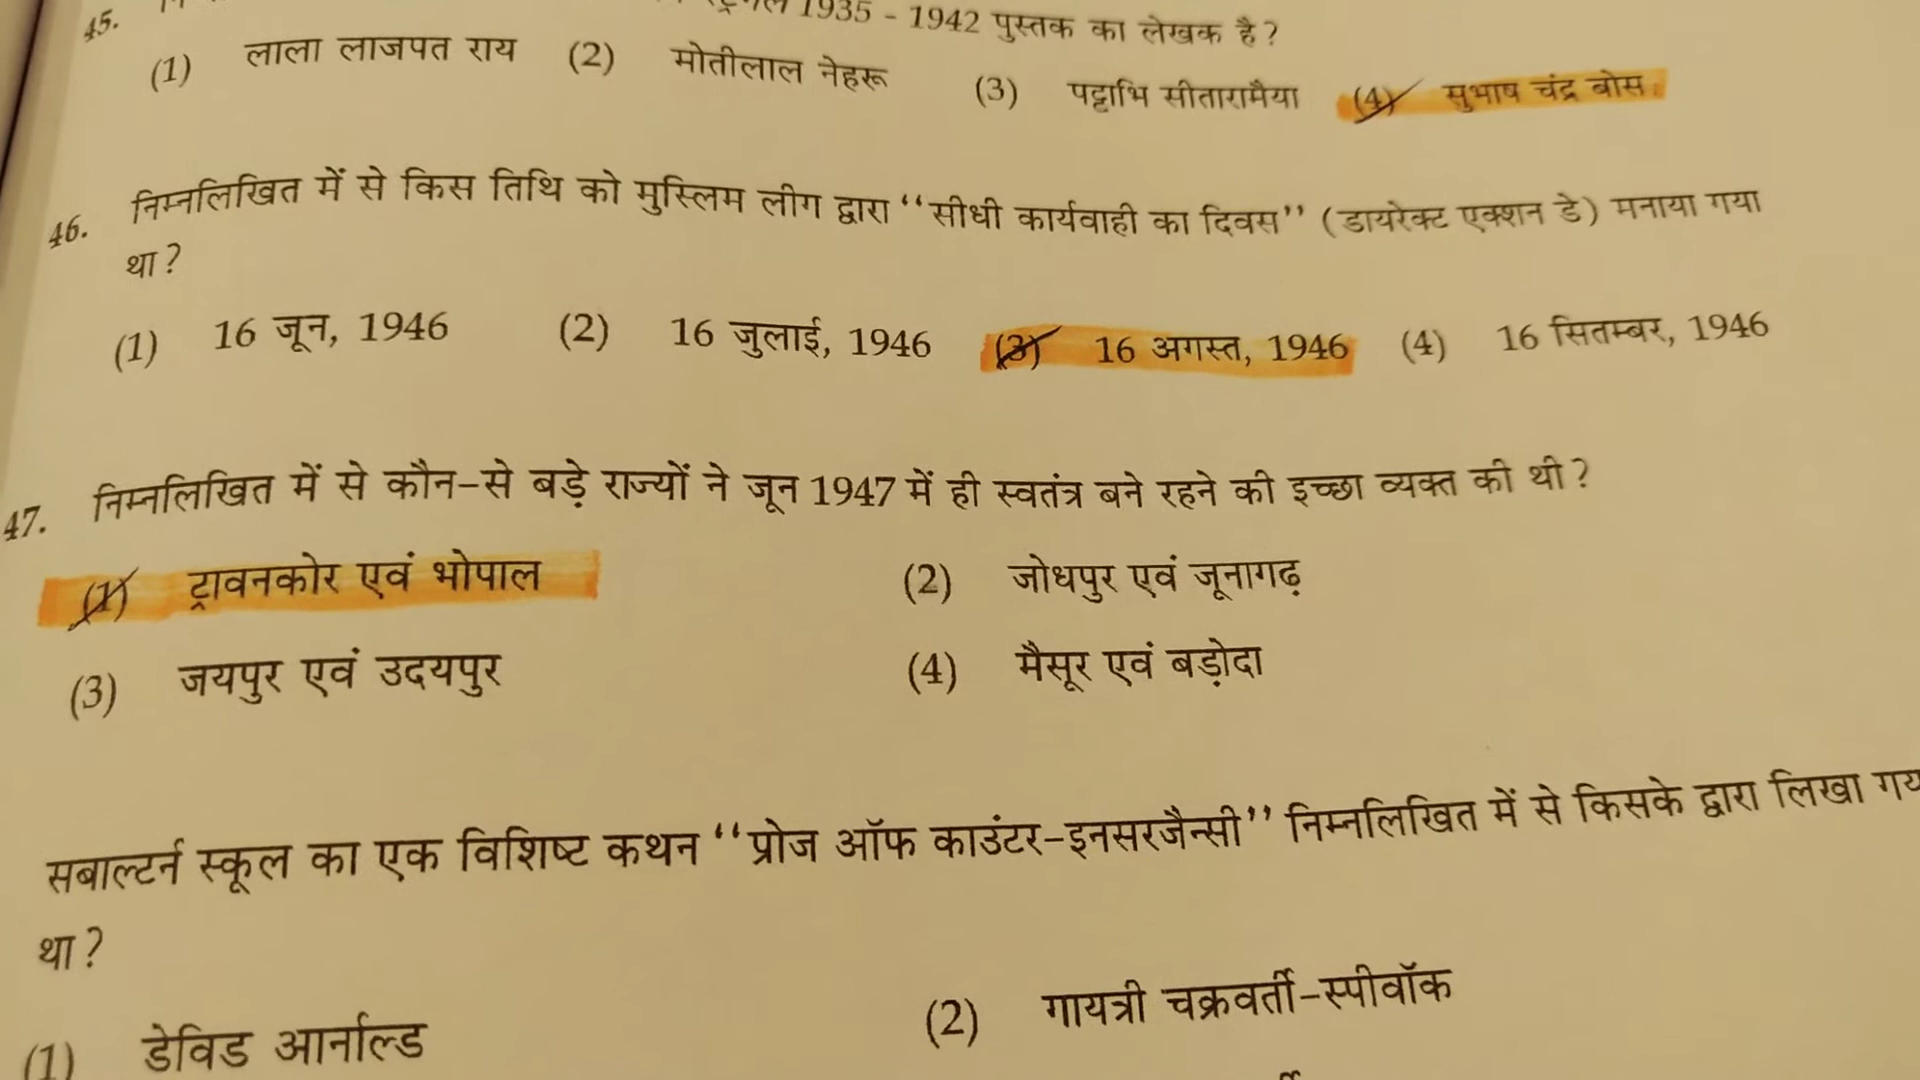 45. 1935 - 1942 पुस्तक का लेखक है?
(1) लाला लाजपत राय (2) मोतीलाल नेहरू (3) पट्टाभि सीतारामैया (4) सुभाष चंद्र बोस
46. निम्नलिखित में से किस तिथि को मुस्लिम लीग द्वारा ‘‘सीधी कार्यवाही का दिवस’’ (डायरेक्ट एक्शन डे) मनाया गया
था?
(1) 16 जून, 1946 (2) 16 जुलाई, 1946 (3) 16 अगस्त, 1946 (4) 16 सितम्बर, 1946
47. निम्नलिखित में से कौन-से बड़े राज्यों ने जून 1947 में ही स्वतंत्र बने रहने की इच्छा व्यक्त की थी?
(1) ट्रावनकोर एवं भोपाल (2) जोधपुर एवं जूनागढ़
(3) जयपुर एवं उदयपुर (4) मैसूर एवं बड़ोदा
सबाल्टर्न स्कूल का एक विशिष्ट कथन ‘‘प्रोज ऑफ काउंटर-इनसरजैन्सी’’ निम्नलिखित में से किसके द्वारा लिखा गय
था?
(1) डेविड आर्नाल्ड (2) गायत्री चक्रवर्ती-स्पीवॉक